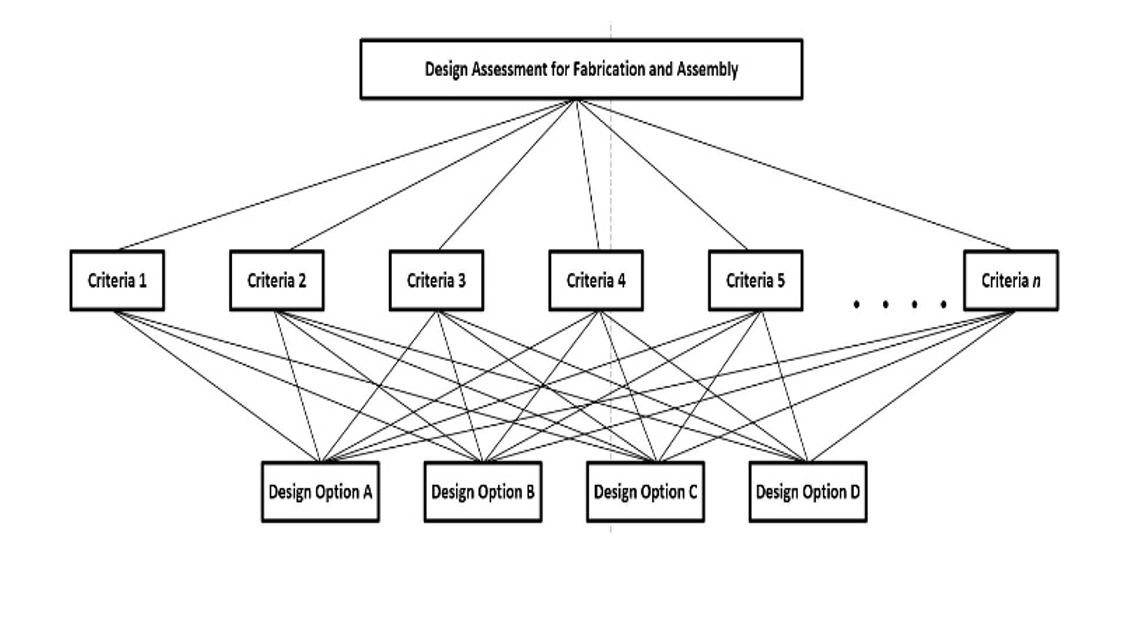 Design Assessment for Fabrication and Assembly
Criteria 1
Criteria 2
Criteria 3
Criteria 4
Criteria 5
. . . .
Criteria n
Design Option A
Design Option B
Design Option C
Design Option D